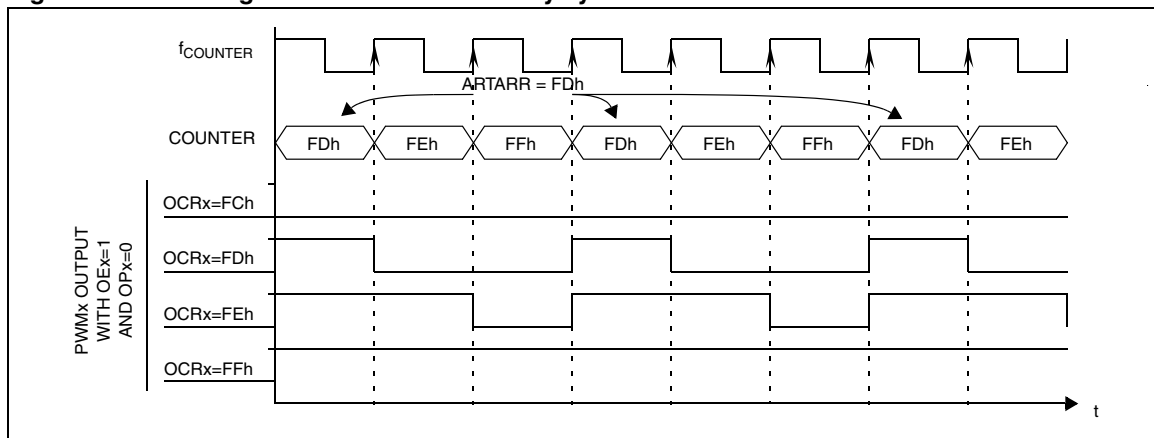 fCOUNTER
ARTARR = FDh
COUNTER
FDh FEh FFh FDh FEh FFh FDh FEh
PWMx OUTPUT
WITH OEx=1
AND OPx=0
OCRx=FCh
OCRx=FDh
OCRx=FEh
OCRx=FFh
t